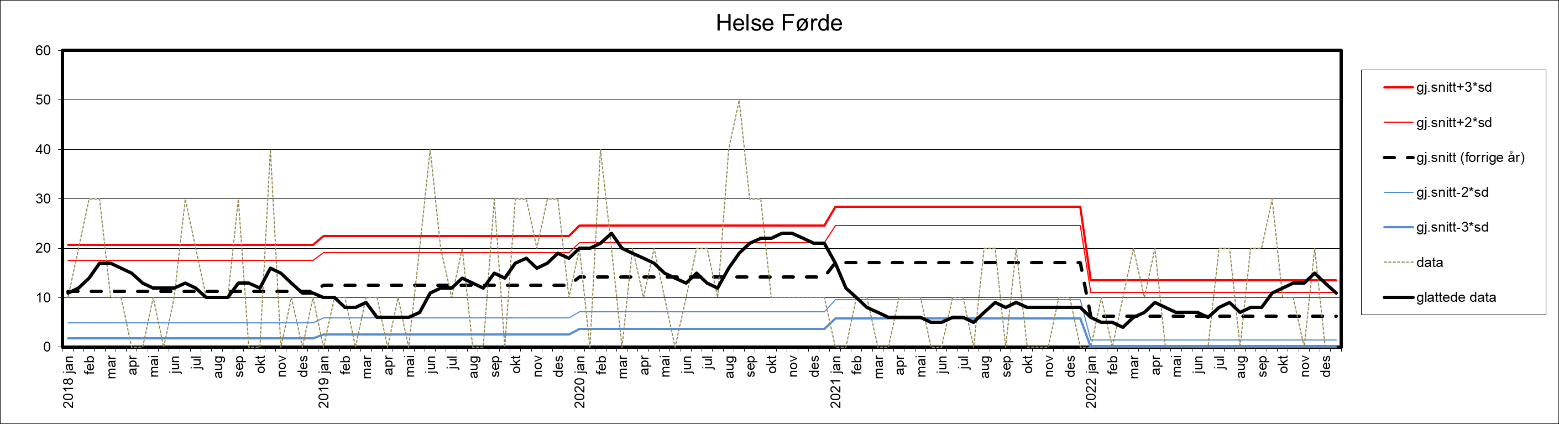 Helse Førde
60
50
40
30
20
10
0
2018 jan
feb
mar
apr
mai
jun
jul
aug
sep
okt
nov
des
2019 jan
feb
mar
apr
mai
jun
jul
aug
sep
okt
nov
des
2020 jan
feb
mar
apr
mai
jun
jul
aug
sep
okt
nov
des
2021 jan
feb
mar
apr
mai
jun
jul
aug
sep
okt
nov
des
2022 jan
feb
mar
apr
mai
jun
jul
aug
sep
okt
nov
des
gj.snitt+3*sd
gj.snitt+2*sd
gj.snitt (forrige år)
gj.snitt-2*sd
gj.snitt-3*sd
data
glattede data